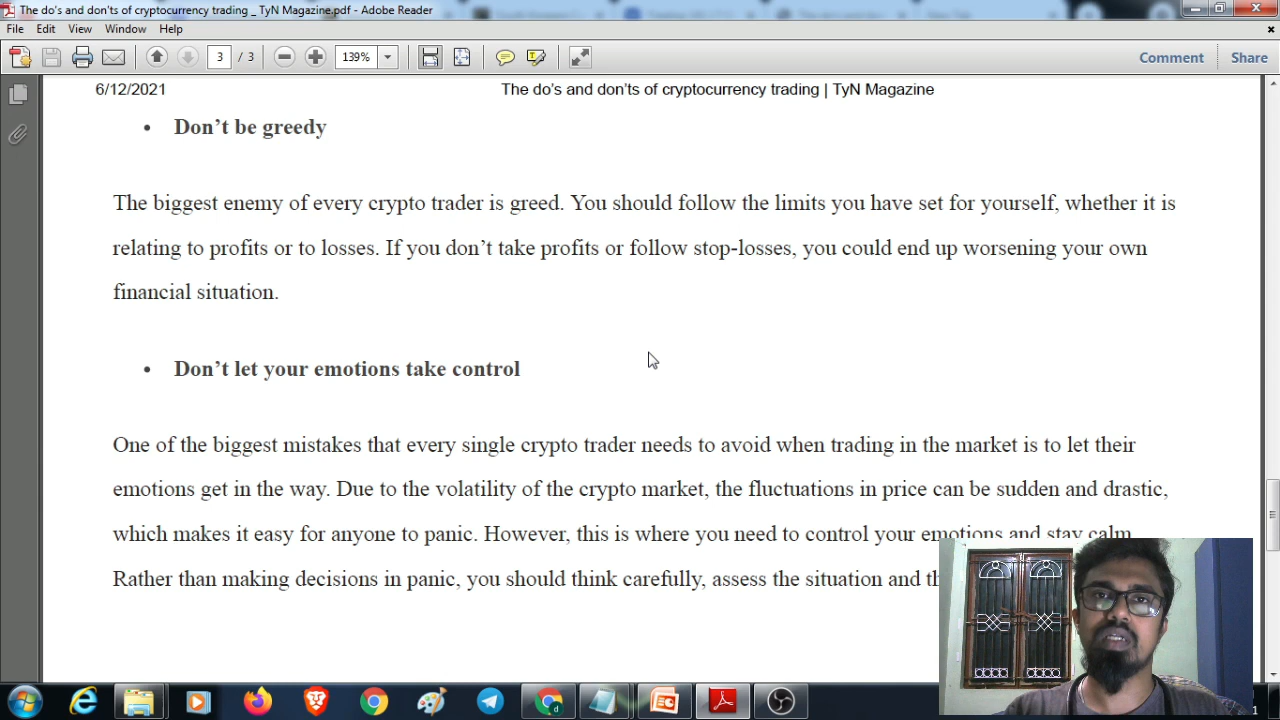 The do's and don'ts of cryptocurrency trading _ TyN Magazine.pdf - Adobe Reader
File Edit View Window Help
3 / 3 139% Comment Share
6/12/2021 The do’s and don’ts of cryptocurrency trading | TyN Magazine
• Don’t be greedy
The biggest enemy of every crypto trader is greed. You should follow the limits you have set for yourself, whether it is
relating to profits or to losses. If you don’t take profits or follow stop-losses, you could end up worsening your own
financial situation.
• Don’t let your emotions take control
One of the biggest mistakes that every single crypto trader needs to avoid when trading in the market is to let their
emotions get in the way. Due to the volatility of the crypto market, the fluctuations in price can be sudden and drastic,
which makes it easy for anyone to panic. However, this is where you need to control your emotions and stay calm.
Rather than making decisions in panic, you should think carefully, assess the situation and